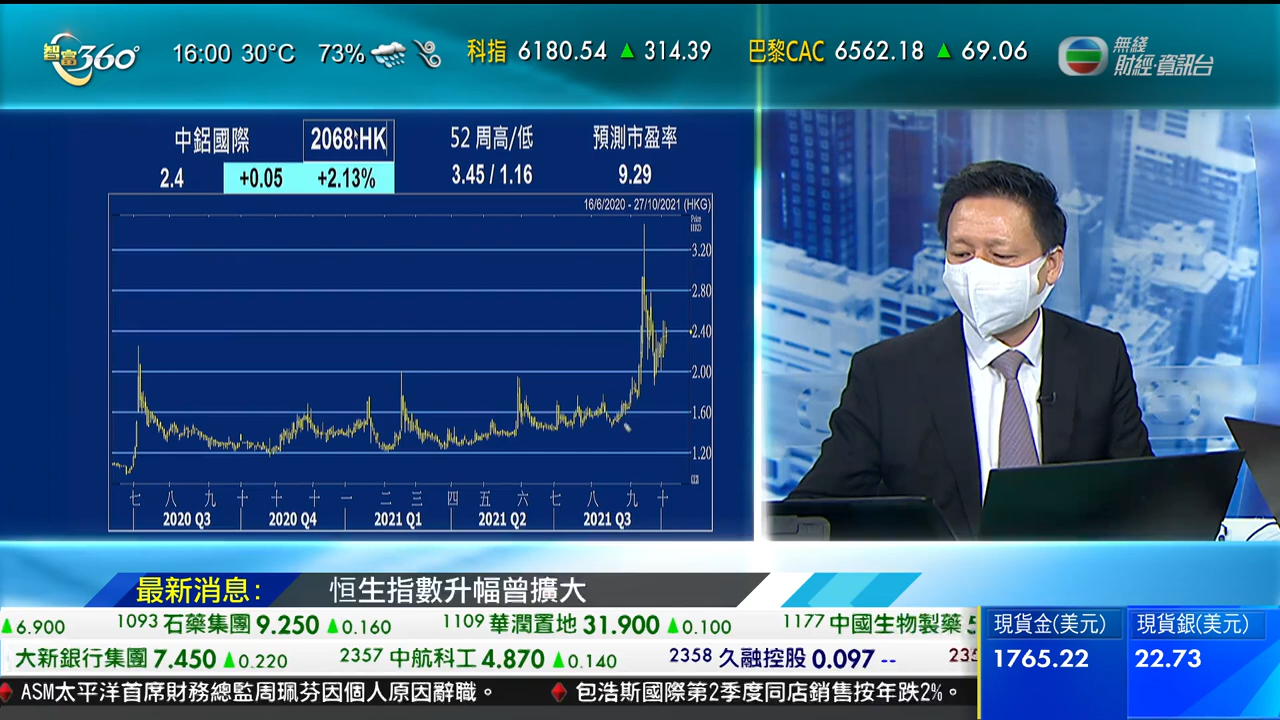 智富360°
16:00 30°C 73%
科指 6180.54 ▲ 314.39
巴黎CAC 6562.18 ▲ 69.06
無綫
財經·資訊台
中鋁國際 2068:HK 52 周高/低 預測市盈率
2.4 +0.05 +2.13% 3.45 / 1.16 9.29
16/6/2020 - 27/10/2021 (HKG)
Price
HKD
3.20
2.80
2.40
2.00
1.60
1.20
七 八 九 十 十 十 一 二 三 四 五 六 七 八 九 十
2020 Q3 2020 Q4 2021 Q1 2021 Q2 2021 Q3
最新消息: 恒生指數升幅曾擴大
▲6.900 1093 石藥集團 9.250 ▲0.160 1109 華潤置地 31.900 ▲0.100 1177 中國生物製藥 5
大新銀行集團 7.450 ▲0.220 2357 中航科工 4.870 ▲0.140 2358 久融控股 0.097 -- 235
ASM太平洋首席財務總監周珮芬因個人原因辭職。 包浩斯國際第2季度同店銷售按年跌2%。
現貨金(美元) 現貨銀(美元)
1765.22 22.73